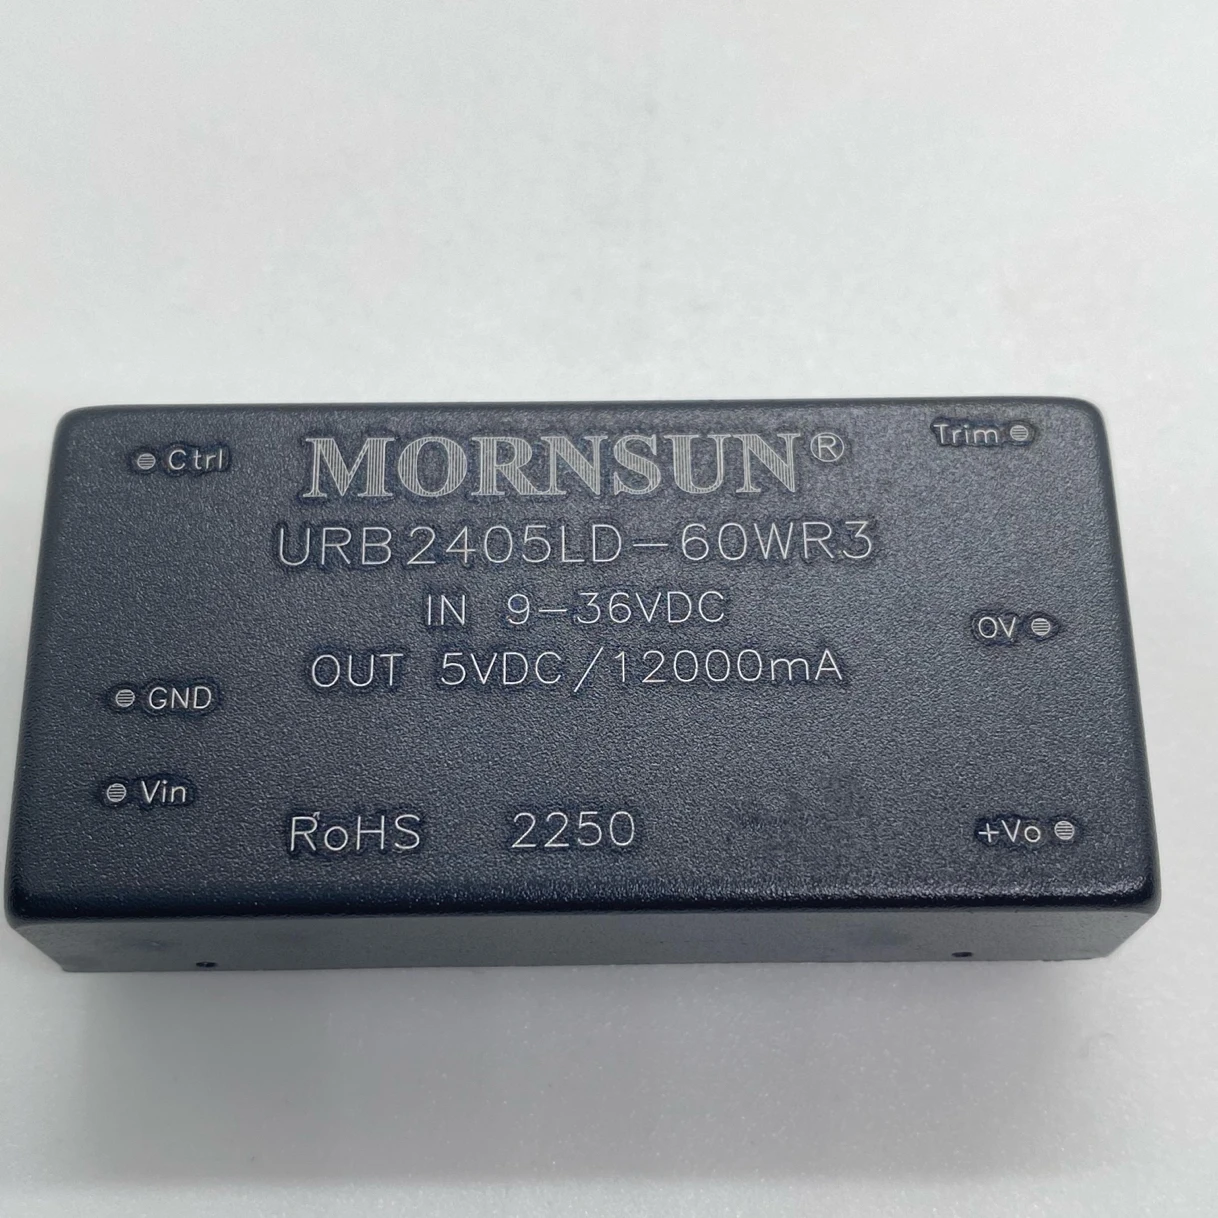 Ctrl
MORNSUN®
Trim
URB2405LD-60WR3
IN 9-36VDC
0V
OUT 5VDC/12000mA
GND
Vin
RoHS 2250
+Vo